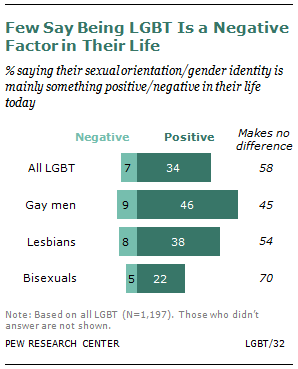 Few Say Being LGBT Is a Negative
Factor in Their Life
% saying their sexual orientation/gender identity is
mainly something positive/negative in their life
today
Negative Positive Makes no
difference
All LGBT 7 34 58
Gay men 9 46 45
Lesbians 8 38 54
Bisexuals 5 22 70
Note: Based on all LGBT (N=1,197). Those who didn't
answer are not shown.
PEW RESEARCH CENTER LGBT/32